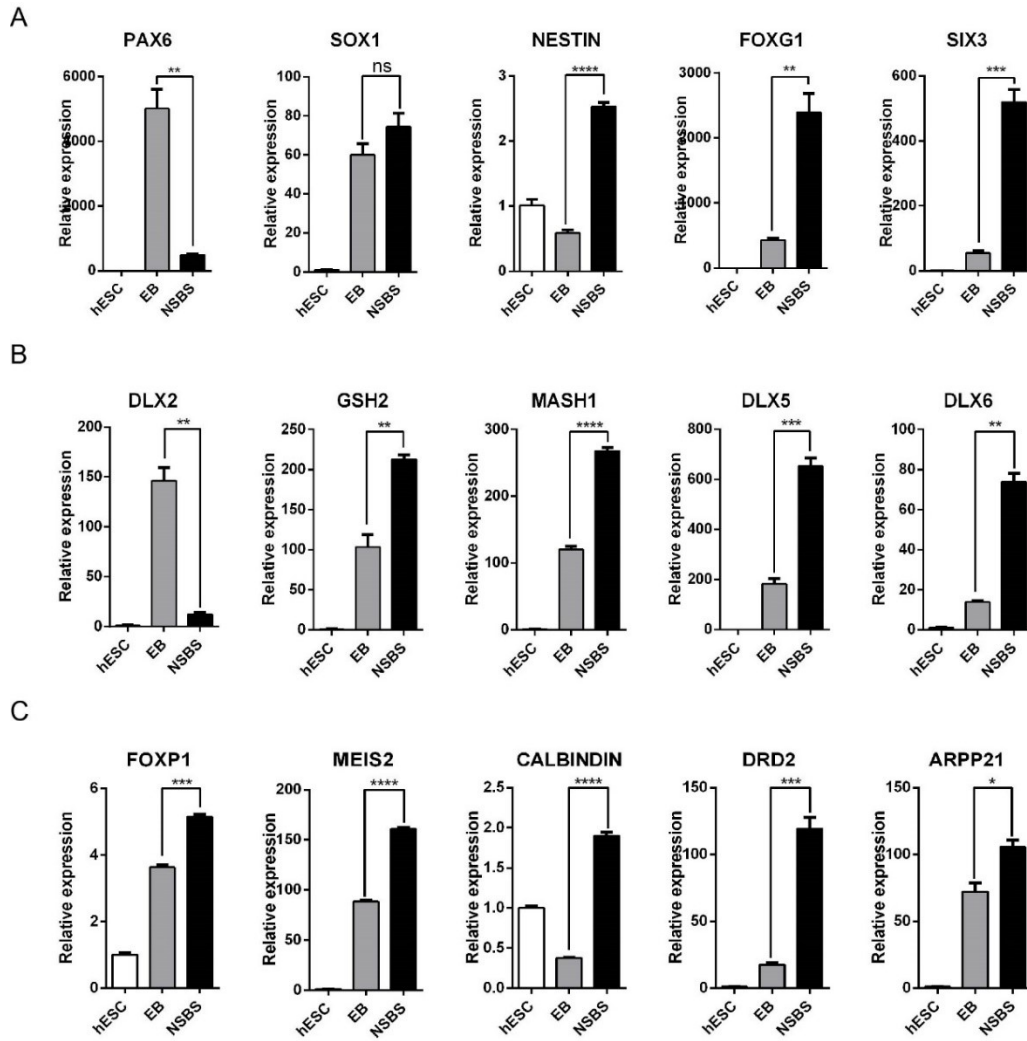 A
PAX6
SOX1
NESTIN
FOXG1
SIX3
Relative expression
6000
4000
2000
0
**
hESC
EB
NSBS
Relative expression
100
80
60
40
20
0
ns
hESC
EB
NSBS
Relative expression
3
2
1
0
****
hESC
EB
NSBS
Relative expression
3000
2000
1000
0
**
hESC
EB
NSBS
Relative expression
600
400
200
0
***
hESC
EB
NSBS
B
DLX2
GSH2
MASH1
DLX5
DLX6
Relative expression
200
150
100
50
0
**
hESC
EB
NSBS
Relative expression
250
200
150
100
50
0
**
hESC
EB
NSBS
Relative expression
300
200
100
0
****
hESC
EB
NSBS
Relative expression
800
600
400
200
0
***
hESC
EB
NSBS
Relative expression
100
80
60
40
20
0
**
hESC
EB
NSBS
C
FOXP1
MEIS2
CALBINDIN
DRD2
ARPP21
Relative expression
6
4
2
0
***
hESC
EB
NSBS
Relative expression
200
150
100
50
0
****
hESC
EB
NSBS
Relative expression
2.5
2.0
1.5
1.0
0.5
0.0
****
hESC
EB
NSBS
Relative expression
150
100
50
0
***
hESC
EB
NSBS
Relative expression
150
100
50
0
*
hESC
EB
NSBS